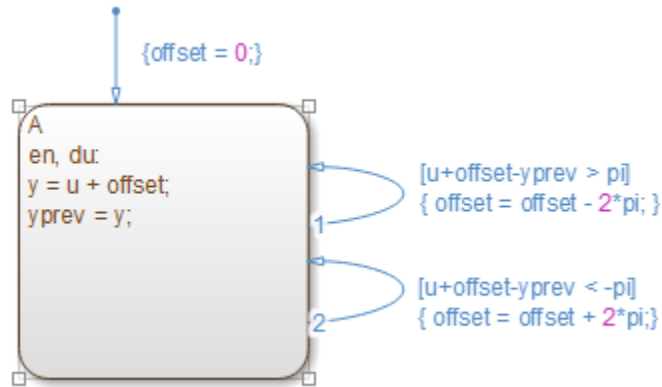 {offset = 0;}
A
en, du:
y = u + offset;
yprev = y;
[u+offset-yprev > pi]
{ offset = offset - 2*pi; }
1
[u+offset-yprev < -pi]
{ offset = offset + 2*pi;}
2